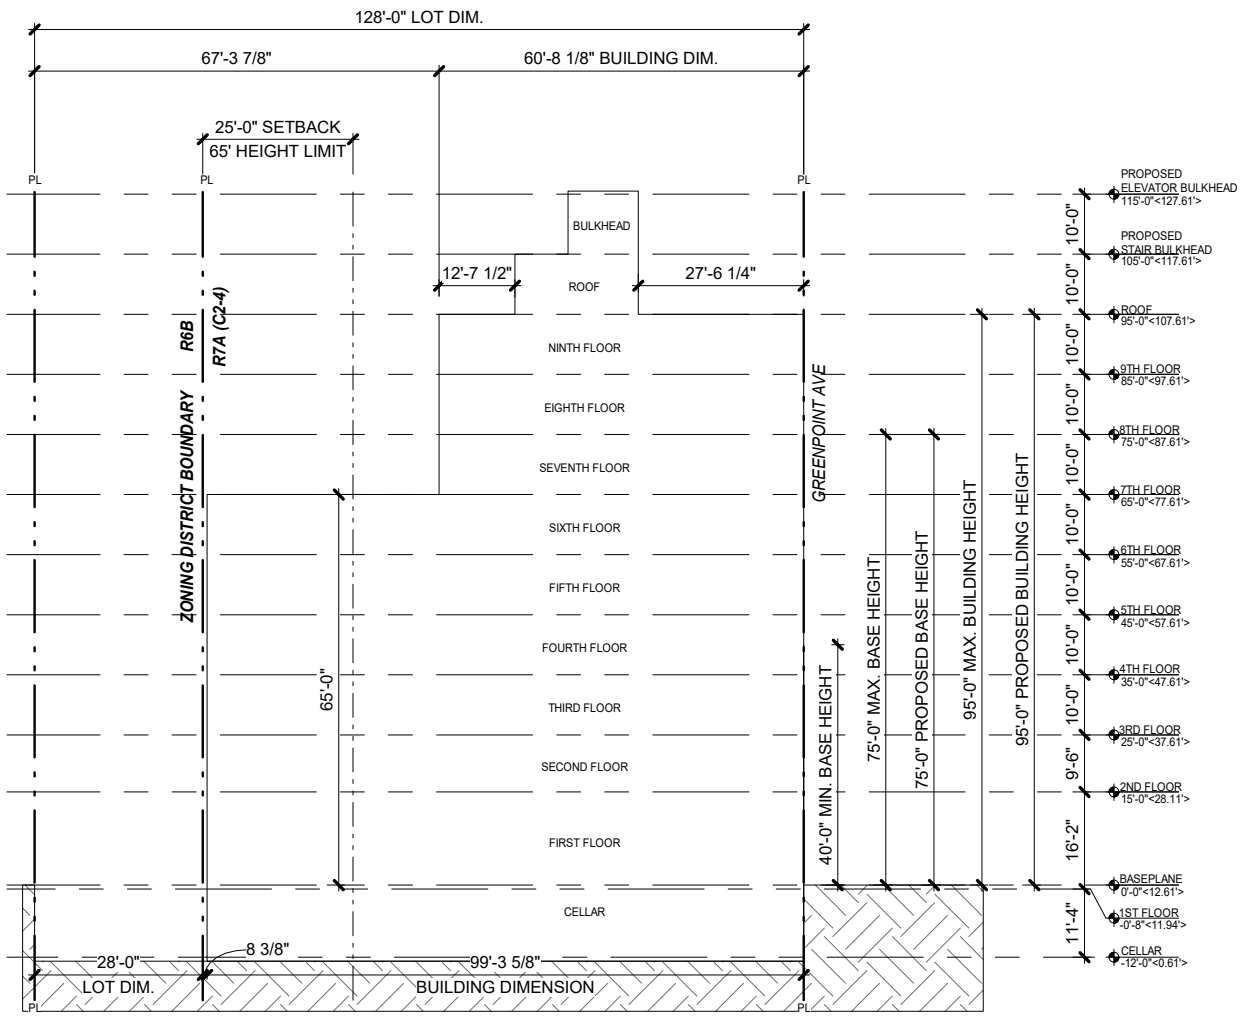 128'-0" LOT DIM.
67'-3 7/8"
60'-8 1/8" BUILDING DIM.
25'-0" SETBACK
65' HEIGHT LIMIT
PL
PL
PL
PROPOSED
ELEVATOR BULKHEAD
115'-0"<127.61'>
BULKHEAD
10'-0"
PROPOSED
STAIR BULKHEAD
105'-0"<117.61'>
12'-7 1/2"
27'-6 1/4"
ROOF
10'-0"
ROOF
95'-0"<107.61'>
R6B
R7A (C2-4)
NINTH FLOOR
10'-0"
9TH FLOOR
85'-0"<97.61'>
ZONING DISTRICT BOUNDARY
GREENPOINT AVE
EIGHTH FLOOR
10'-0"
8TH FLOOR
75'-0"<87.61'>
SEVENTH FLOOR
10'-0"
7TH FLOOR
65'-0"<77.61'>
SIXTH FLOOR
10'-0"
6TH FLOOR
55'-0"<67.61'>
FIFTH FLOOR
10'-0"
5TH FLOOR
45'-0"<57.61'>
FOURTH FLOOR
10'-0"
4TH FLOOR
35'-0"<47.61'>
65'-0"
THIRD FLOOR
40'-0" MIN. BASE HEIGHT
75'-0" MAX. BASE HEIGHT
75'-0" PROPOSED BASE HEIGHT
95'-0" MAX. BUILDING HEIGHT
95'-0" PROPOSED BUILDING HEIGHT
10'-0"
3RD FLOOR
25'-0"<37.61'>
SECOND FLOOR
9'-6"
2ND FLOOR
15'-0"<28.11'>
FIRST FLOOR
16'-2"
BASEPLANE
0'-0"<12.61'>
CELLAR
1ST FLOOR
-0'-8"<11.94'>
11'-4"
CELLAR
-12'-0"<0.61'>
28'-0"
8 3/8"
99'-3 5/8"
LOT DIM.
BUILDING DIMENSION
PL
PL
PL